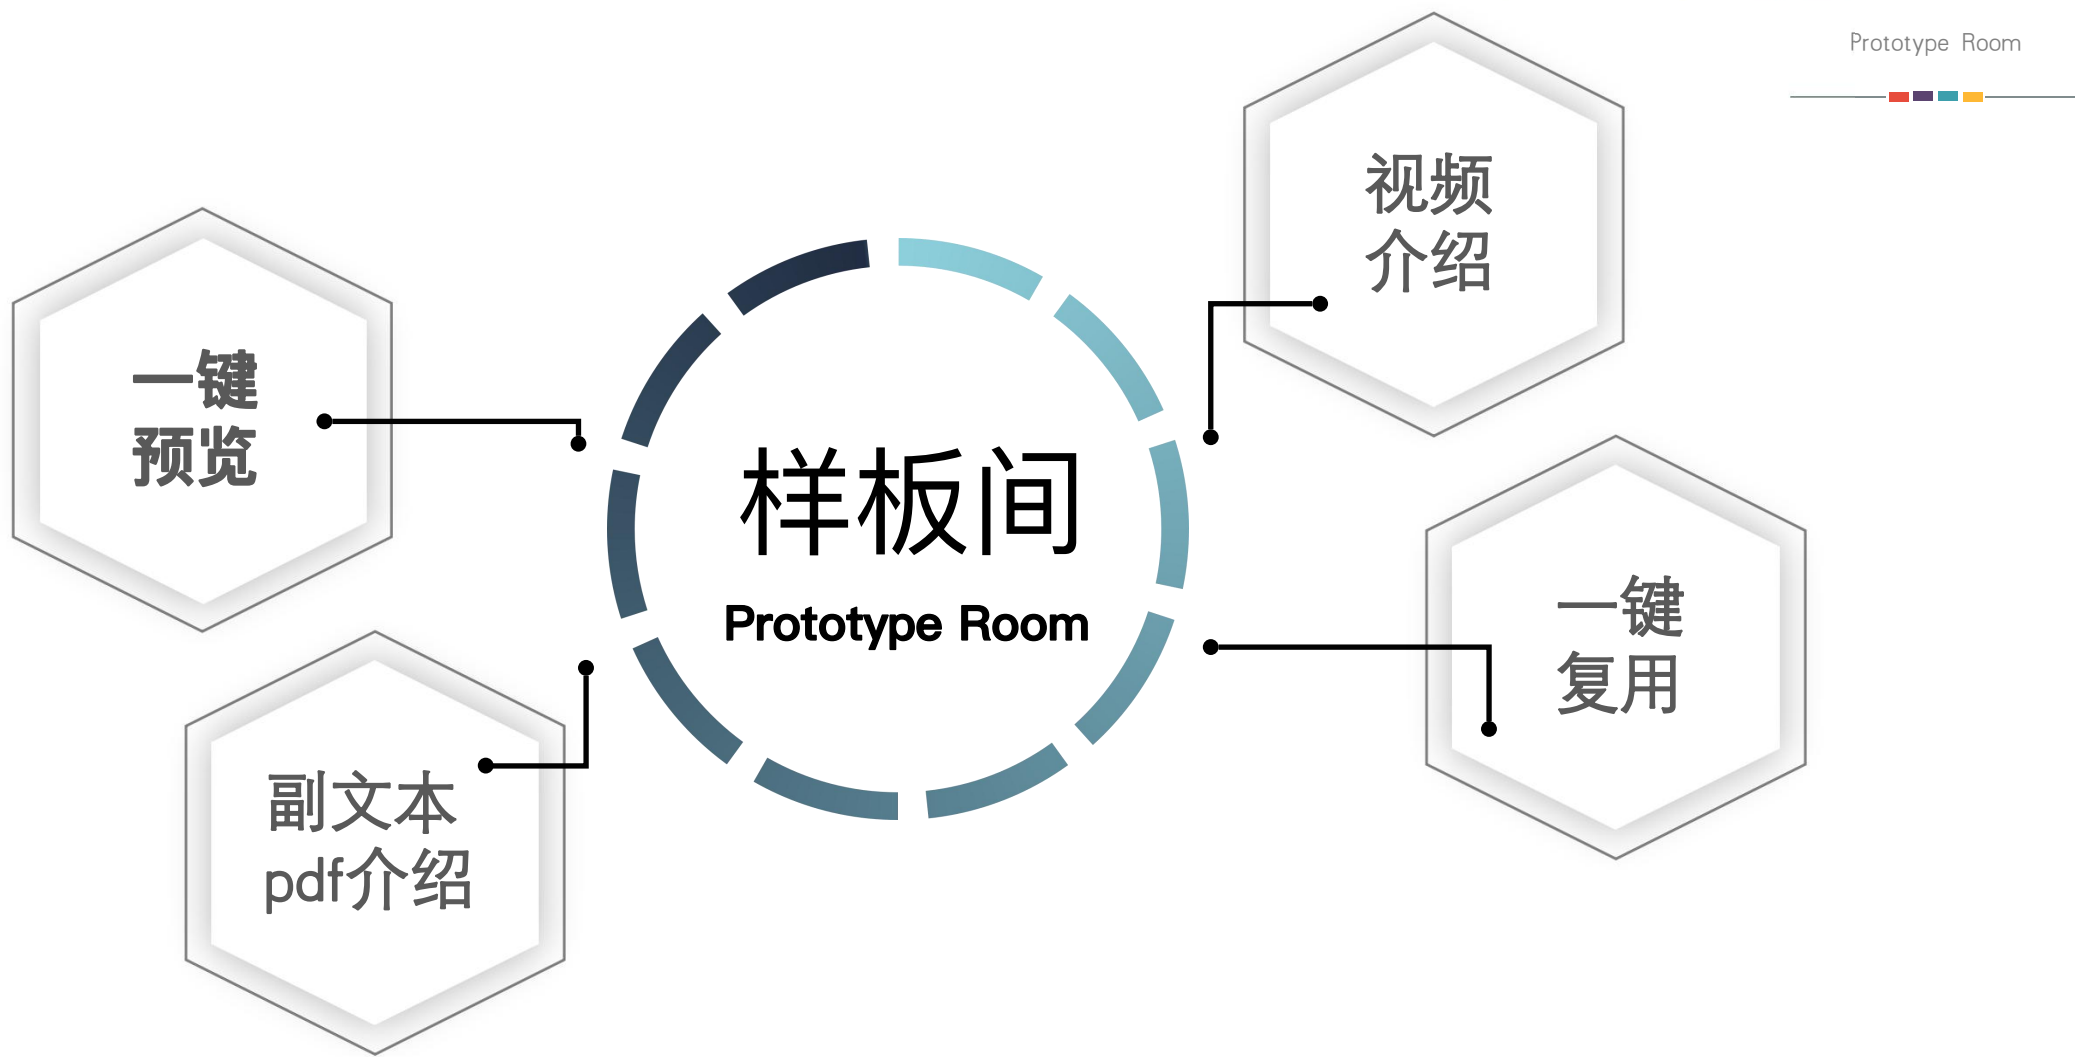 Prototype Room
一键
预览
视频
介绍
样板间
Prototype Room
一键
复用
副文本
pdf介绍